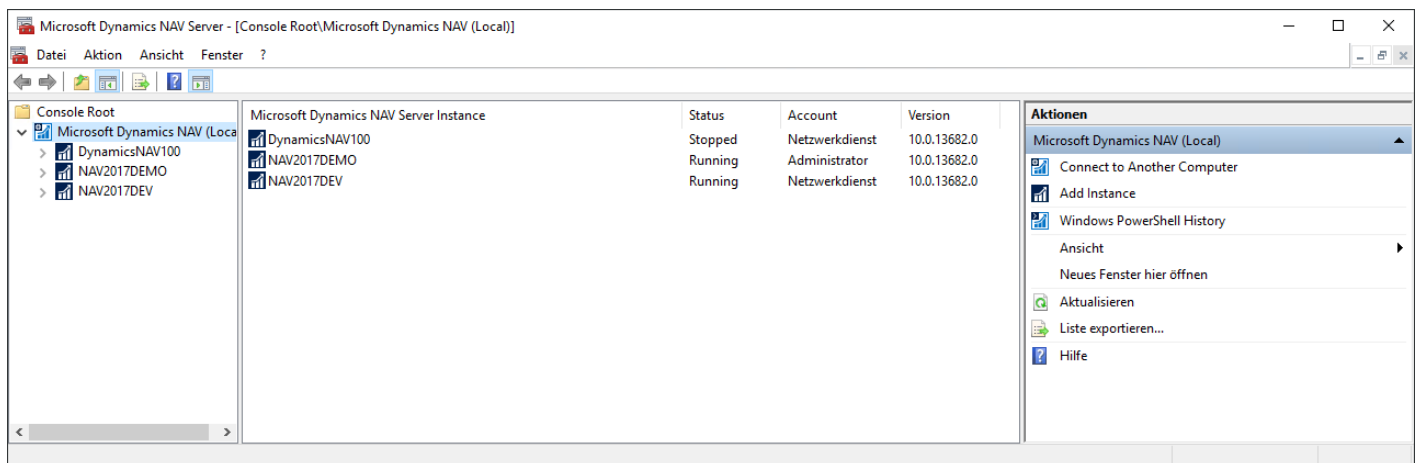 Microsoft Dynamics NAV Server - [Console Root\Microsoft Dynamics NAV (Local)]
Datei Aktion Ansicht Fenster ?
Console Root
Microsoft Dynamics NAV (Loca
DynamicsNAV100
NAV2017DEMO
NAV2017DEV
Microsoft Dynamics NAV Server Instance Status Account Version
DynamicsNAV100 Stopped Netzwerkdienst 10.0.13682.0
NAV2017DEMO Running Administrator 10.0.13682.0
NAV2017DEV Running Netzwerkdienst 10.0.13682.0
Aktionen
Microsoft Dynamics NAV (Local)
Connect to Another Computer
Add Instance
Windows PowerShell History
Ansicht
Neues Fenster hier öffnen
Aktualisieren
Liste exportieren...
Hilfe